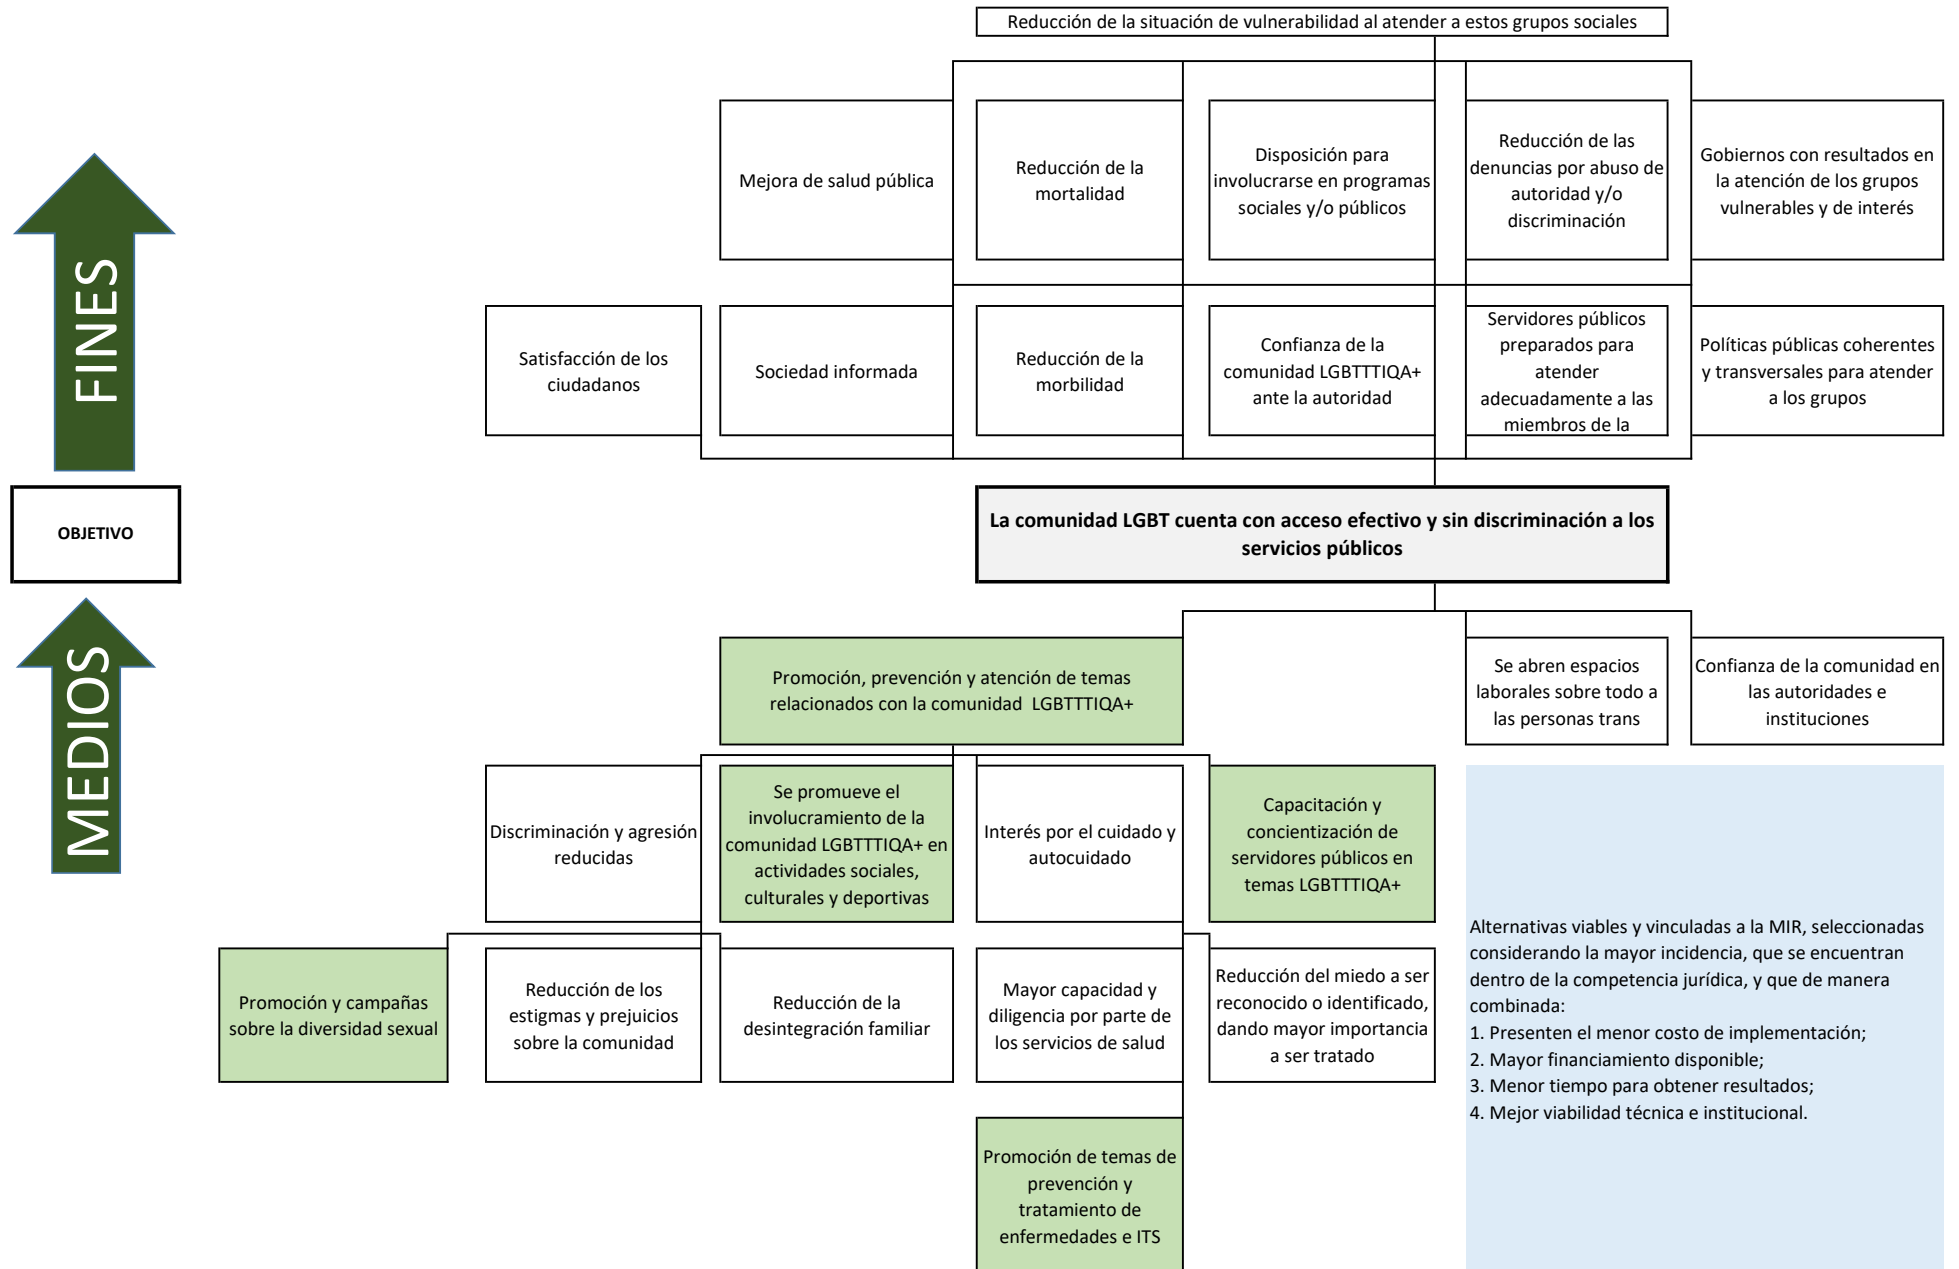 Reducción de la situación de vulnerabilidad al atender a estos grupos sociales
FINES
Mejora de salud pública
Reducción de la
mortalidad
Disposición para
involucrarse en programas
sociales y/o públicos
Reducción de las
denuncias por abuso de
autoridad y/o
discriminación
Gobiernos con resultados en
la atención de los grupos
vulnerables y de interés
Satisfacción de los
ciudadanos
Sociedad informada
Reducción de la
morbilidad
Confianza de la
comunidad LGBTTTIQA+
ante la autoridad
Servidores públicos
preparados para
atender
adecuadamente a las
miembros de la
Políticas públicas coherentes
y transversales para atender
a los grupos
OBJETIVO
La comunidad LGBT cuenta con acceso efectivo y sin discriminación a los
servicios públicos
MEDIOS
Promoción, prevención y atención de temas
relacionados con la comunidad LGBTTTIQA+
Se abren espacios
laborales sobre todo a
las personas trans
Confianza de la comunidad en
las autoridades e
instituciones
Discriminación y agresión
reducidas
Se promueve el
involucramiento de la
comunidad LGBTTTIQA+ en
actividades sociales,
culturales y deportivas
Interés por el cuidado y
autocuidado
Capacitación y
concientización de
servidores públicos en
temas LGBTTTIQA+
Promoción y campañas
sobre la diversidad sexual
Reducción de los
estigmas y prejuicios
sobre la comunidad
Reducción de la
desintegración familiar
Mayor capacidad y
diligencia por parte de
los servicios de salud
Reducción del miedo a ser
reconocido o identificado,
dando mayor importancia
a ser tratado
Alternativas viables y vinculadas a la MIR, seleccionadas
considerando la mayor incidencia, que se encuentran
dentro de la competencia jurídica, y que de manera
combinada:
1. Presenten el menor costo de implementación;
2. Mayor financiamiento disponible;
3. Menor tiempo para obtener resultados;
4. Mejor viabilidad técnica e institucional.
Promoción de temas de
prevención y
tratamiento de
enfermedades e ITS